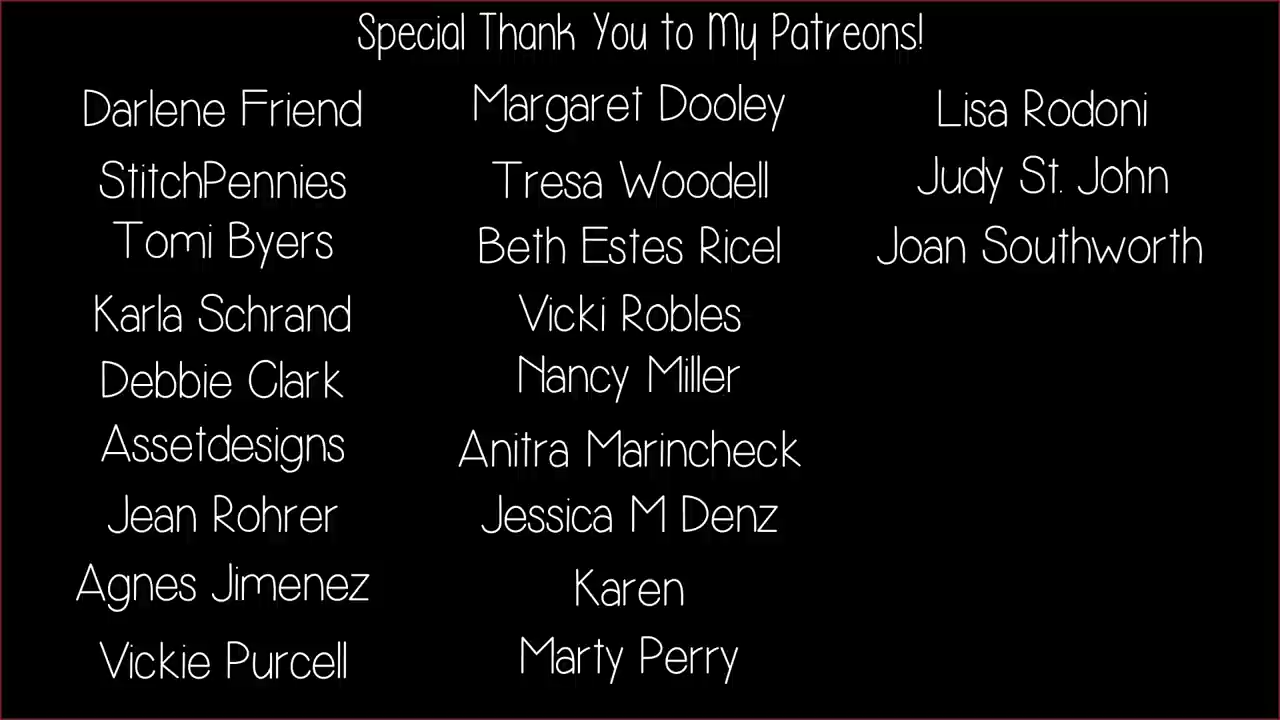 Special Thank You to My Patreons!
Darlene Friend
StitchPennies
Tomi Byers
Karla Schrand
Debbie Clark
Assetdesigns
Jean Rohrer
Agnes Jimenez
Vickie Purcell
Margaret Dooley
Tresa Woodell
Beth Estes Ricel
Vicki Robles
Nancy Miller
Anitra Marincheck
Jessica M Denz
Karen
Marty Perry
Lisa Rodoni
Judy St. John
Joan Southworth